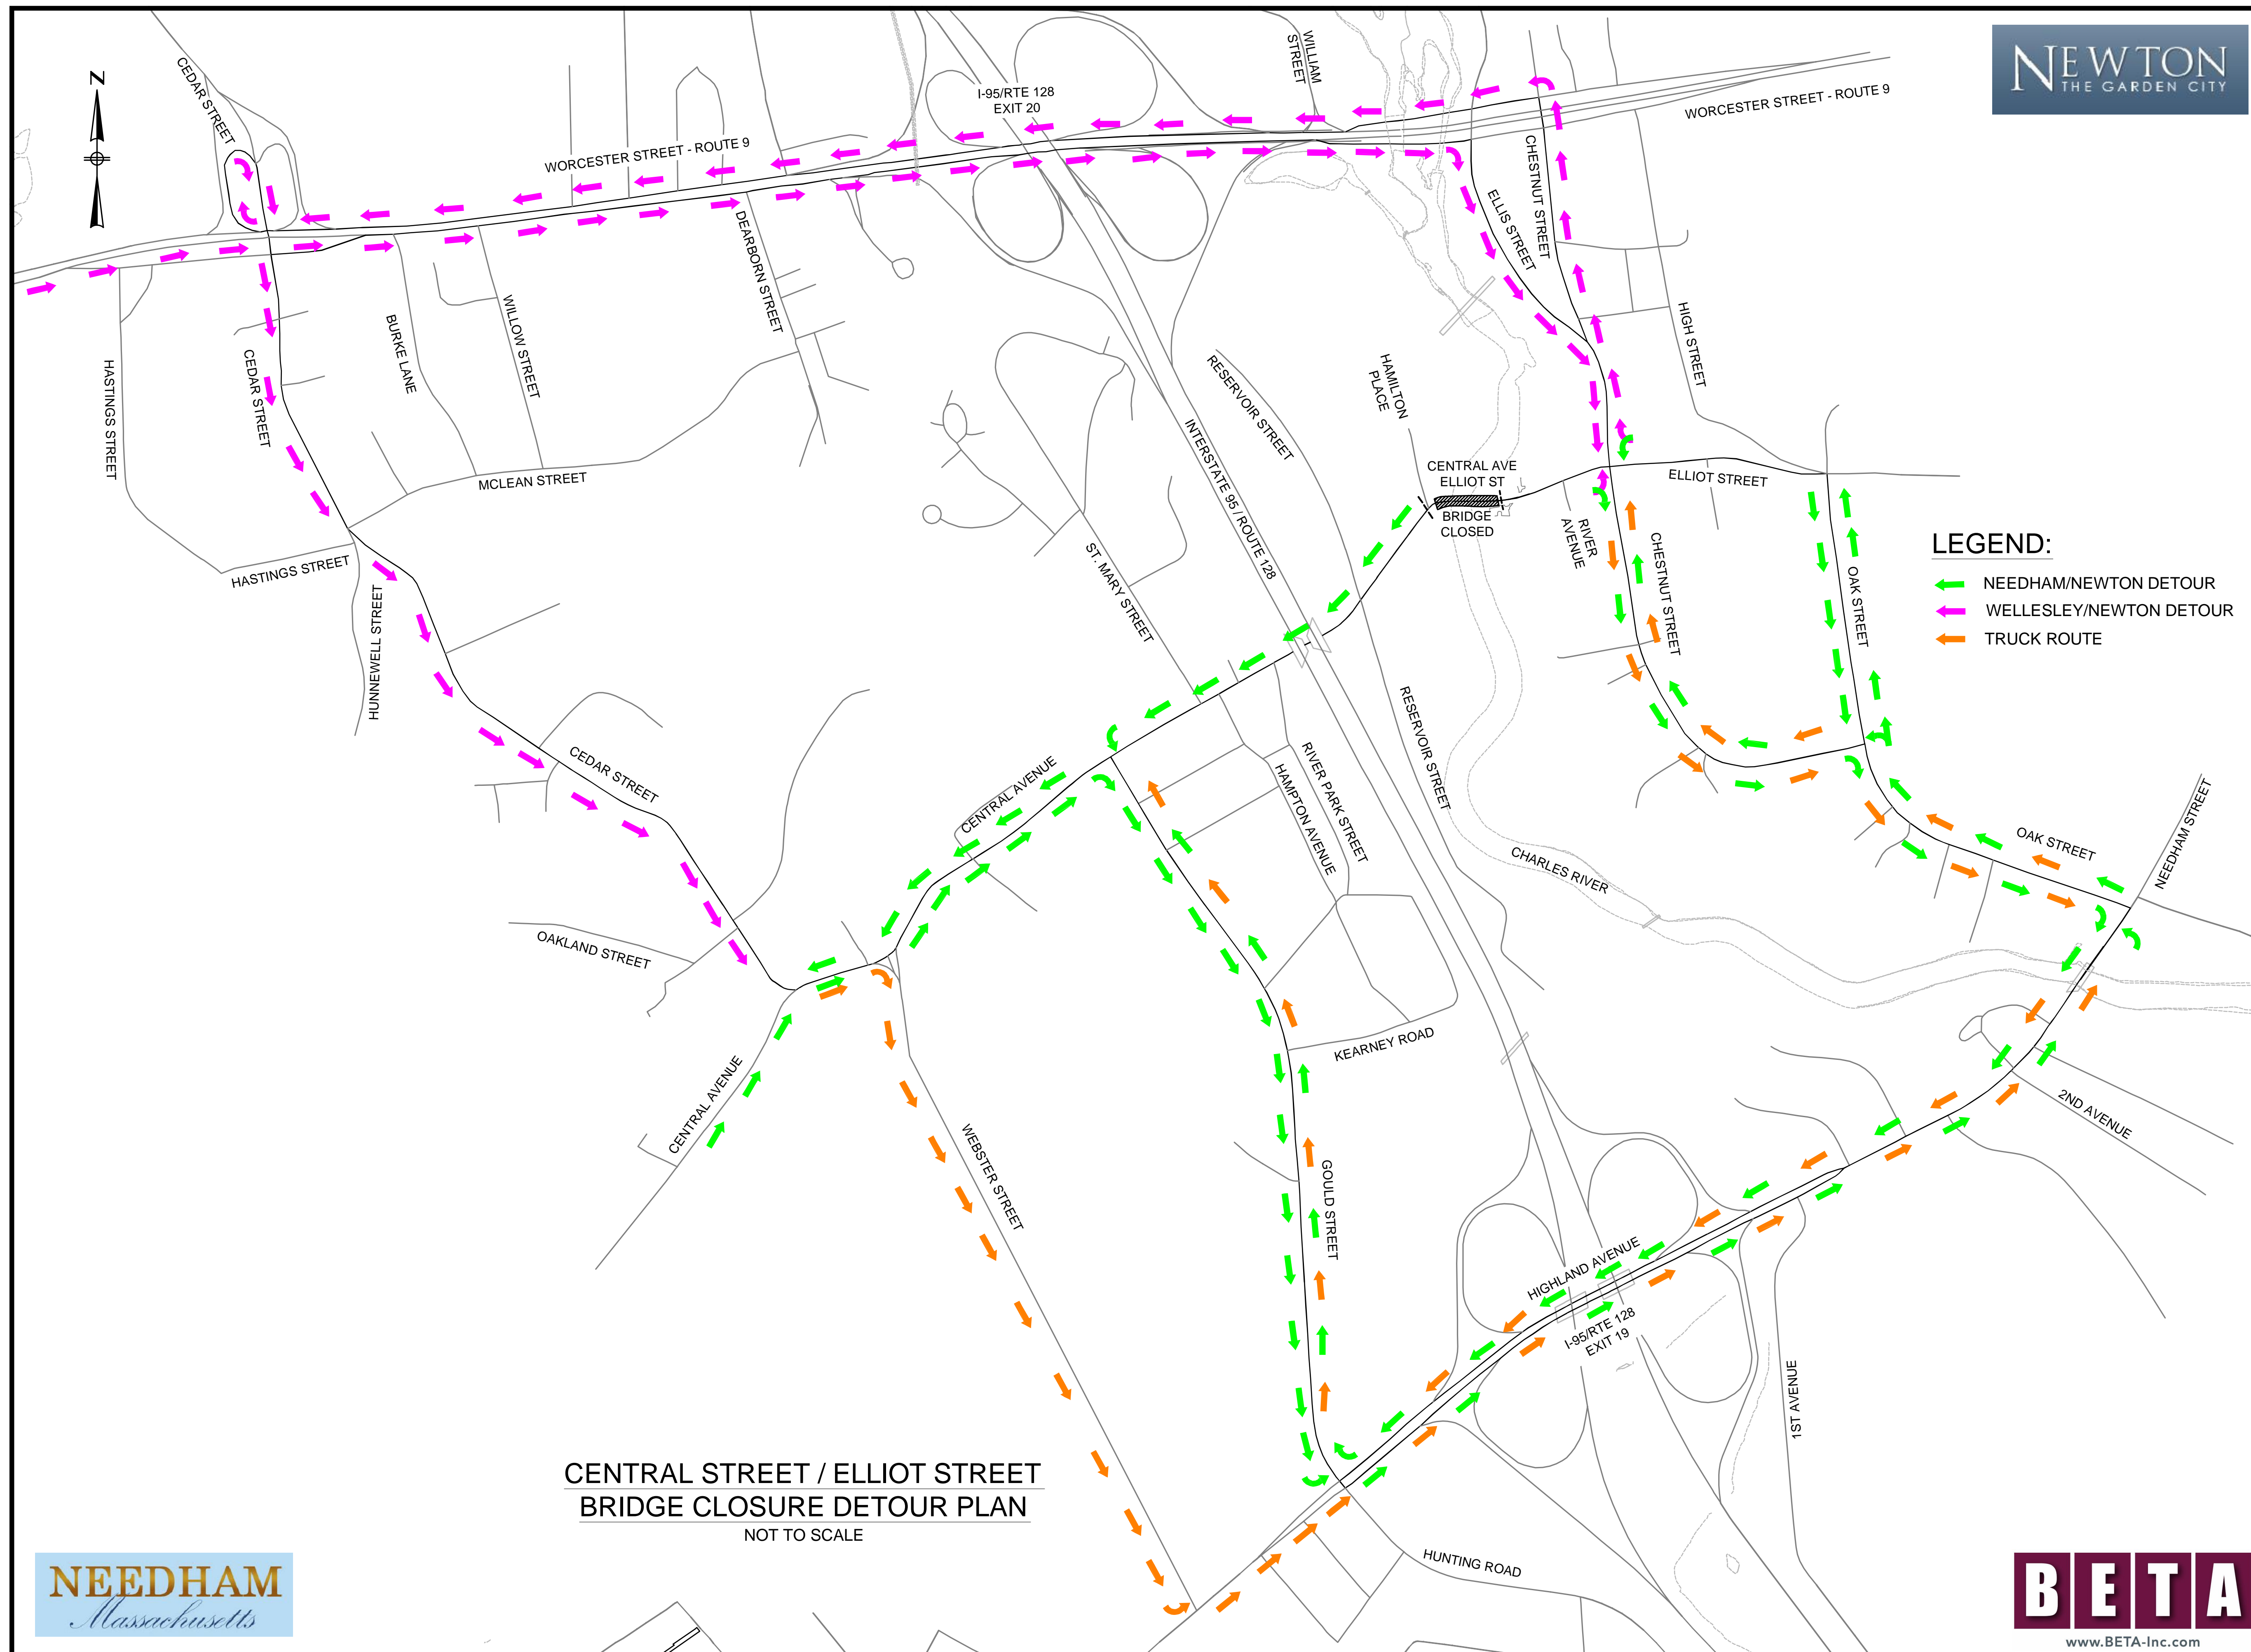 N
CEDAR STREET
WORCESTER STREET - ROUTE 9
I-95/RTE 128
EXIT 20
WILLIAM
STREET
WORCESTER STREET - ROUTE 9
NEWTON
THE GARDEN CITY
CHESTNUT STREET
ELLIS STREET
DEARBORN STREET
WILLOW STREET
BURKE LANE
CEDAR STREET
HASTINGS STREET
HIGH STREET
HAMILTON
PLACE
RESERVOIR STREET
INTERSTATE 95 / ROUTE 128
CENTRAL AVE
ELLIOT ST
BRIDGE
CLOSED
ELLIOT STREET
RIVER
AVENUE
MCLEAN STREET
HASTINGS STREET
HUNNEWELL STREET
ST. MARY STREET
CHESTNUT STREET
OAK STREET
LEGEND:
NEEDHAM/NEWTON DETOUR
WELLESLEY/NEWTON DETOUR
TRUCK ROUTE
CEDAR STREET
CENTRAL AVENUE
HAMPTON AVENUE
RIVER PARK STREET
RESERVOIR STREET
CHARLES RIVER
OAK STREET
NEEDHAM STREET
OAKLAND STREET
KEARNEY ROAD
CENTRAL AVENUE
WEBSTER STREET
GOULD STREET
2ND AVENUE
HIGHLAND AVENUE
I-95/RTE 128
EXIT 19
1ST AVENUE
HUNTING ROAD
CENTRAL STREET / ELLIOT STREET
BRIDGE CLOSURE DETOUR PLAN
NOT TO SCALE
NEEDHAM
Massachusetts
BETA
www.BETA-Inc.com